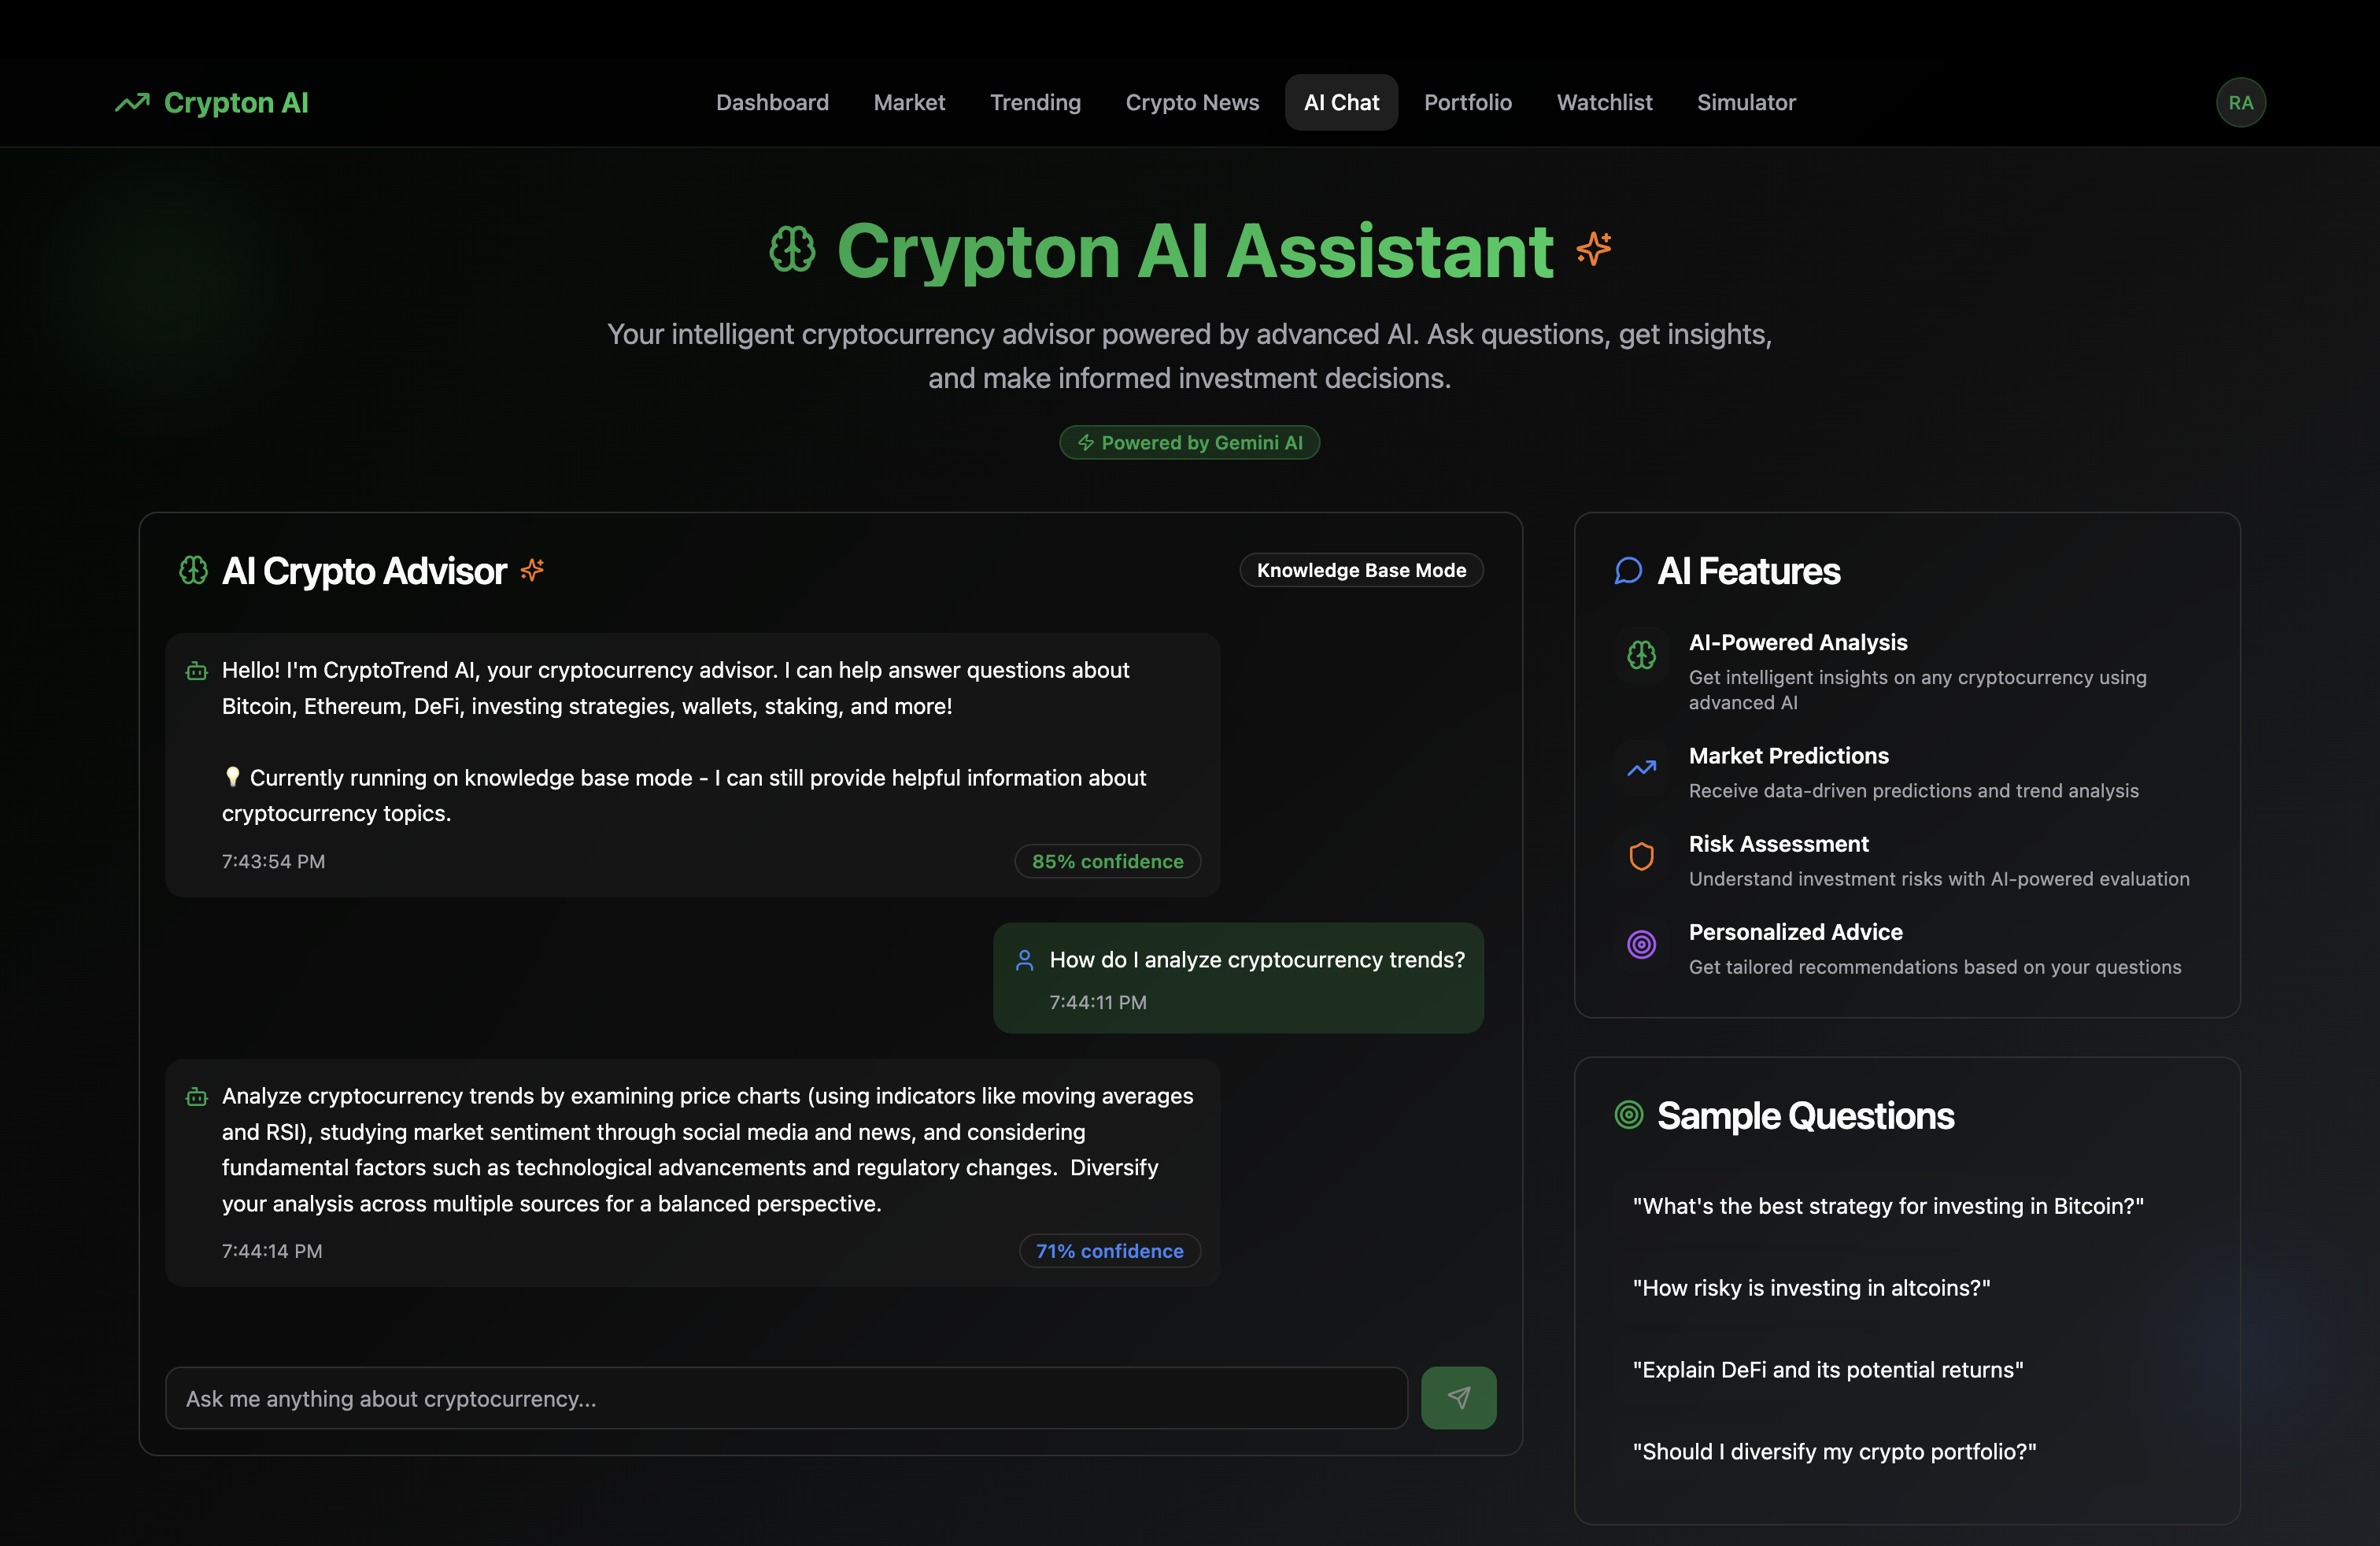 Crypton AI
Dashboard
Market
Trending
Crypto News
AI Chat
Portfolio
Watchlist
Simulator
RA
Crypton AI Assistant
Your intelligent cryptocurrency advisor powered by advanced AI. Ask questions, get insights,
and make informed investment decisions.
Powered by Gemini AI
AI Crypto Advisor
Knowledge Base Mode
Hello! I'm CryptoTrend AI, your cryptocurrency advisor. I can help answer questions about
Bitcoin, Ethereum, DeFi, investing strategies, wallets, staking, and more!
💡 Currently running on knowledge base mode - I can still provide helpful information about
cryptocurrency topics.
7:43:54 PM
85% confidence
How do I analyze cryptocurrency trends?
7:44:11 PM
Analyze cryptocurrency trends by examining price charts (using indicators like moving averages
and RSI), studying market sentiment through social media and news, and considering
fundamental factors such as technological advancements and regulatory changes.  Diversify
your analysis across multiple sources for a balanced perspective.
7:44:14 PM
71% confidence
Ask me anything about cryptocurrency...
AI Features
AI-Powered Analysis
Get intelligent insights on any cryptocurrency using
advanced AI
Market Predictions
Receive data-driven predictions and trend analysis
Risk Assessment
Understand investment risks with AI-powered evaluation
Personalized Advice
Get tailored recommendations based on your questions
Sample Questions
"What's the best strategy for investing in Bitcoin?"
"How risky is investing in altcoins?"
"Explain DeFi and its potential returns"
"Should I diversify my crypto portfolio?"